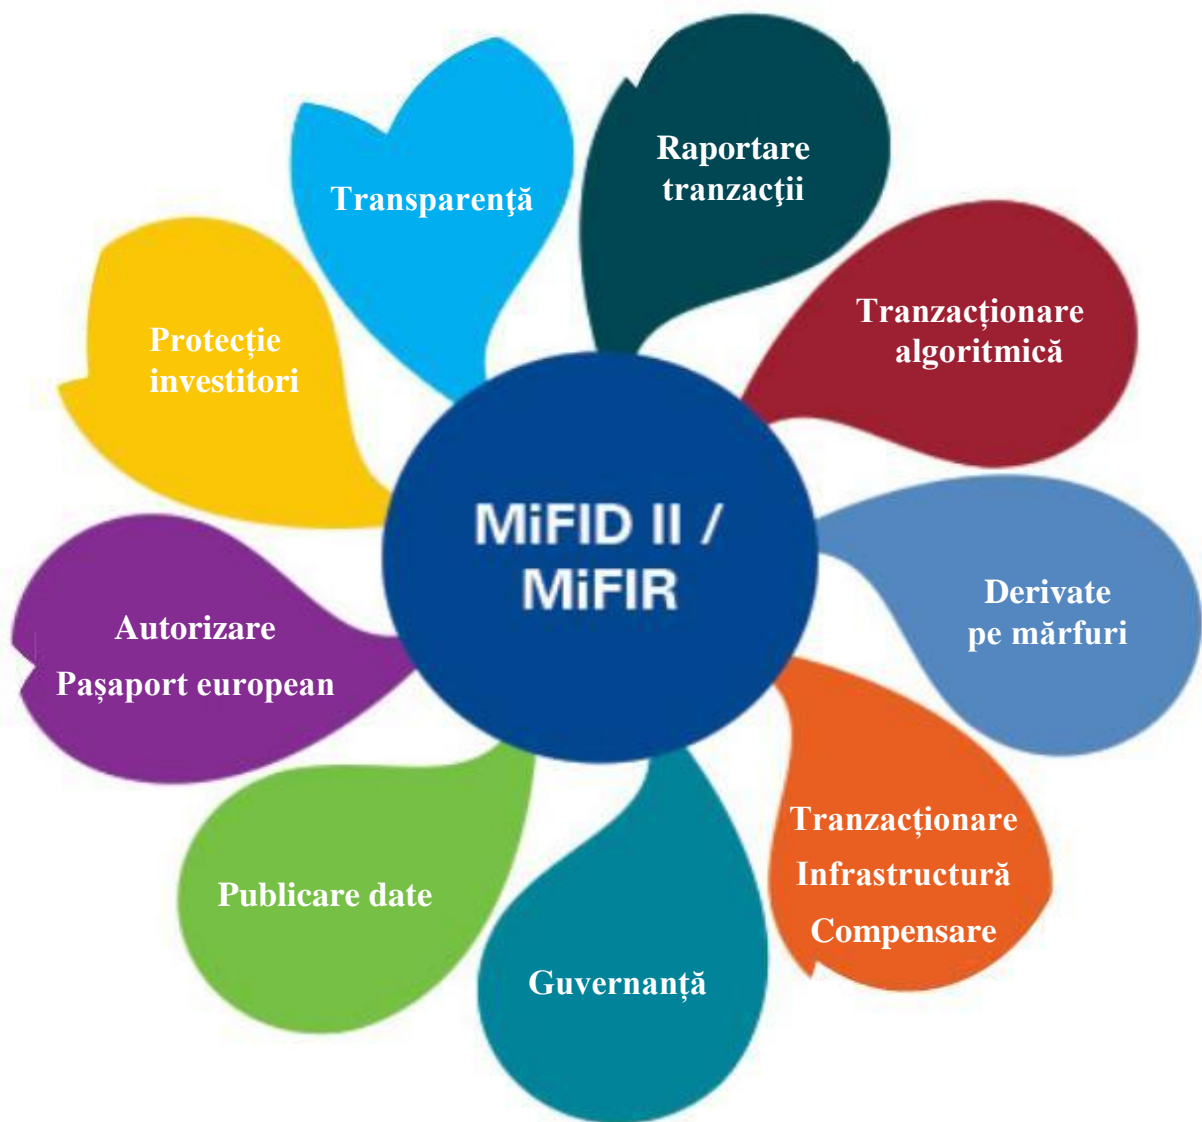 Raportare
tranzacţii
Transparenţă
Tranzacționare
algoritmică
Protecție
investitori
MiFID II /
MiFIR
Derivate
pe mărfuri
Autorizare
Pașaport european
Tranzacționare
Infrastructură
Compensare
Publicare date
Guvernanță